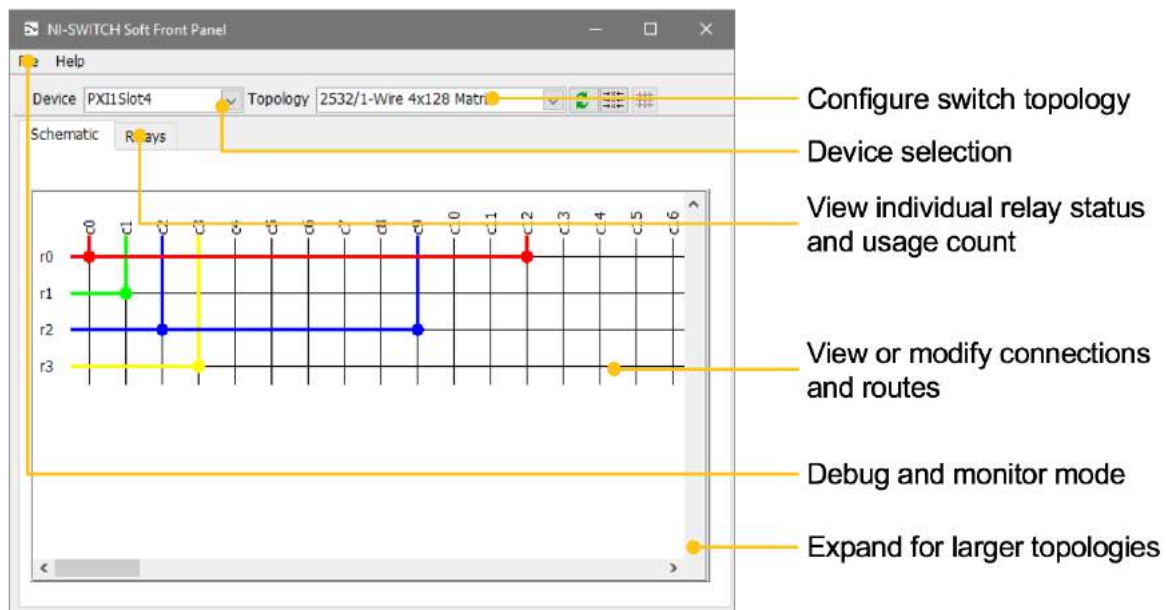 NI-SWITCH Soft Front Panel
File Help
Device PXI1Slot4 Topology 2532/1-Wire 4x128 Matrix
Configure switch topology
Schematic Relays
Device selection
View individual relay status
and usage count
c0 c1 c2 c3 c4 c5 c6 c7 c8 c9 c10 c11 c12 c13 c14 c15 c16
r0
r1
r2
r3
View or modify connections
and routes
Debug and monitor mode
Expand for larger topologies